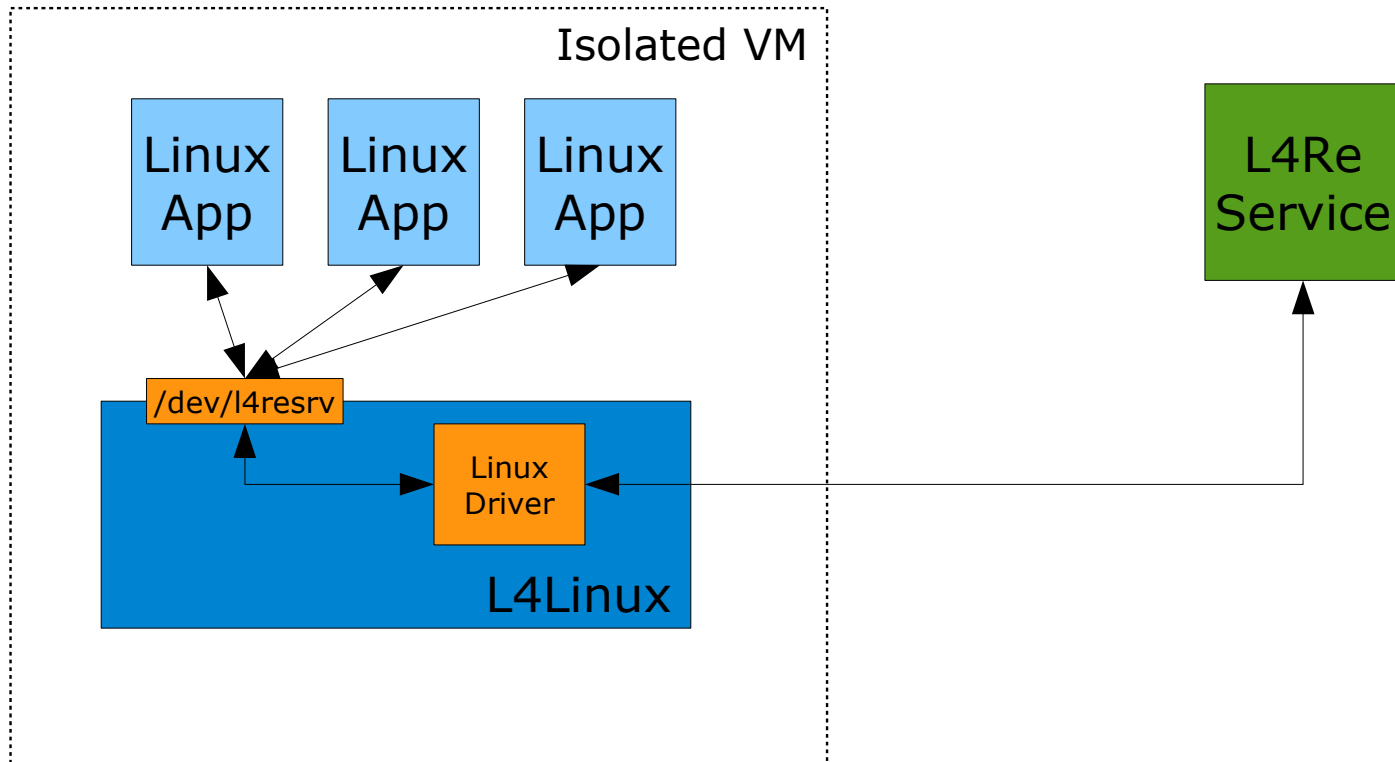 Isolated VM
Linux
App
Linux
App
Linux
App
L4Re
Service
/dev/l4resrv
Linux
Driver
L4Linux